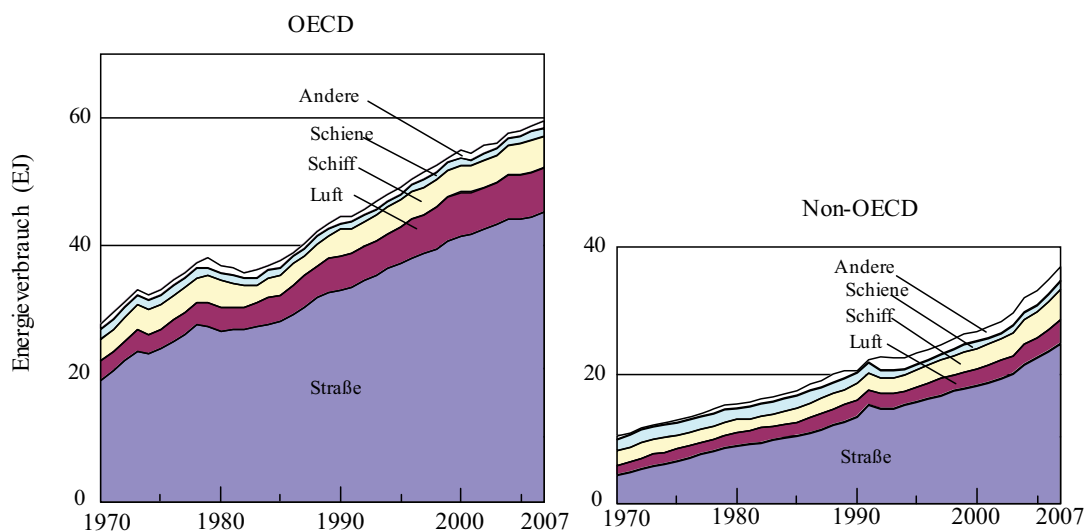 OECD
Energieverbrauch (EJ)
60
40
20
0
Andere
Schiene
Schiff
Luft
Straße
1970 1980 1990 2000 2007
Non-OECD
40
20
0
Andere
Schiene
Schiff
Luft
Straße
1970 1980 1990 2000 2007